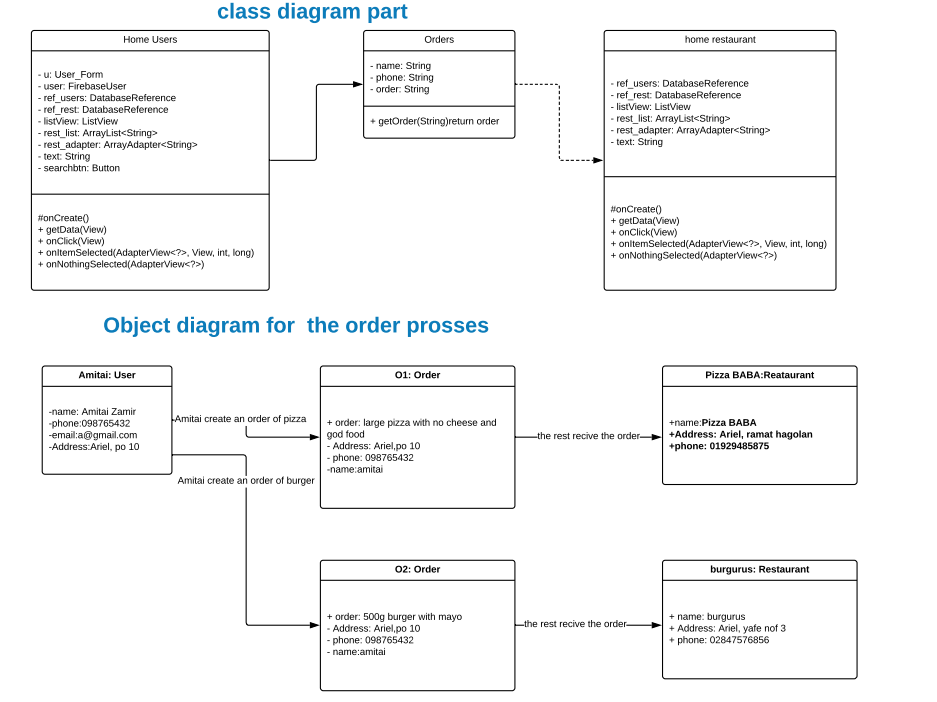 class diagram part
Home Users
- u: User_Form
- user: FirebaseUser
- ref_users: DatabaseReference
- ref_rest: DatabaseReference
- listView: ListView
- rest_list: ArrayList<String>
- rest_adapter: ArrayAdapter<String>
- text: String
- searchbtn: Button
#onCreate()
+ getData(View)
+ onClick(View)
+ onItemSelected(AdapterView<?>, View, int, long)
+ onNothingSelected(AdapterView<?>)
Orders
- name: String
- phone: String
- order: String
+ getOrder(String)return order
home restaurant
- ref_users: DatabaseReference
- ref_rest: DatabaseReference
- listView: ListView
- rest_list: ArrayList<String>
- rest_adapter: ArrayAdapter<String>
- text: String
#onCreate()
+ getData(View)
+ onClick(View)
+ onItemSelected(AdapterView<?>, View, int, long)
+ onNothingSelected(AdapterView<?>)
Object diagram for  the order prosses
Amitai: User
-name: Amitai Zamir
-phone:098765432
-email:a@gmail.com
-Address:Ariel, po 10
Amitai create an order of pizza
Amitai create an order of burger
O1: Order
+ order: large pizza with no cheese and
god food
- Address: Ariel,po 10
- phone: 098765432
-name:amitai
the rest recive the order
Pizza BABA:Reataurant
+name:Pizza BABA
+Address: Ariel, ramat hagolan
+phone: 01929485875
O2: Order
+ order: 500g burger with mayo
- Address: Ariel,po 10
- phone: 098765432
- name:amitai
the rest recive the order
burgurus: Restaurant
+ name: burgurus
+ Address: Ariel, yafe nof 3
+ phone: 02847576856